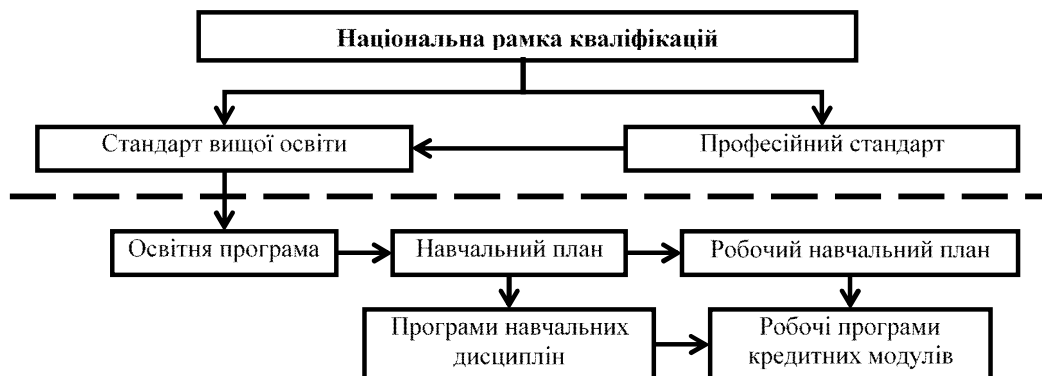 Національна рамка кваліфікацій
Стандарт вищої освіти
Професійний стандарт
Освітня програма
Навчальний план
Робочий навчальний план
Програми навчальних
дисциплін
Робочі програми
кредитних модулів